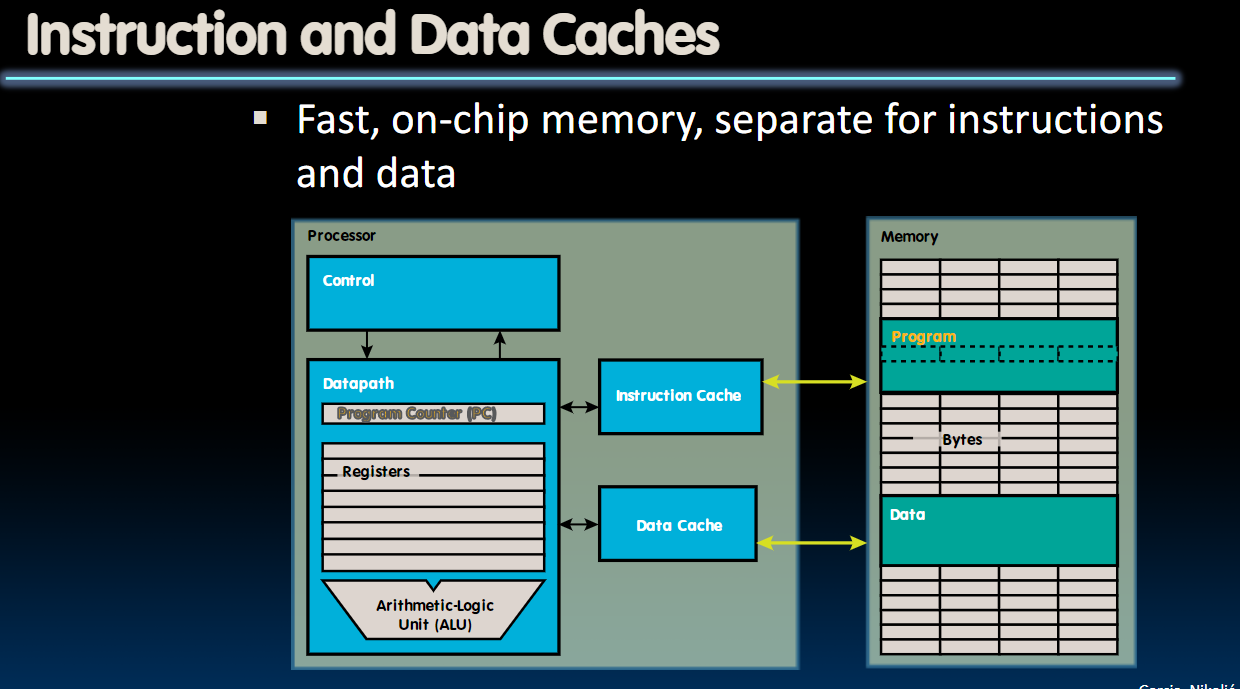 Instruction and Data Caches
▪ Fast, on-chip memory, separate for instructions
and data
Processor
Control
Datapath
Program Counter (PC)
Registers
Arithmetic-Logic
Unit (ALU)
Instruction Cache
Data Cache
Memory
Program
Bytes
Data